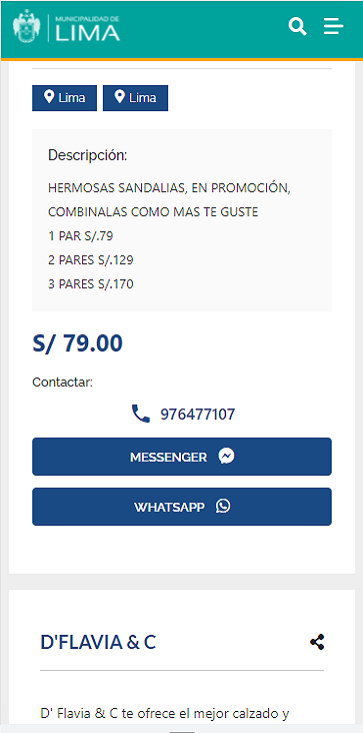 MUNICIPALIDAD DE
LIMA
Lima Lima
Descripción:
HERMOSAS SANDALIAS, EN PROMOCIÓN,
COMBINALAS COMO MAS TE GUSTE
1 PAR S/.79
2 PARES S/.129
3 PARES S/.170
S/ 79.00
Contactar:
976477107
MESSENGER
WHATSAPP
D'FLAVIA & C
D' Flavia & C te ofrece el mejor calzado y